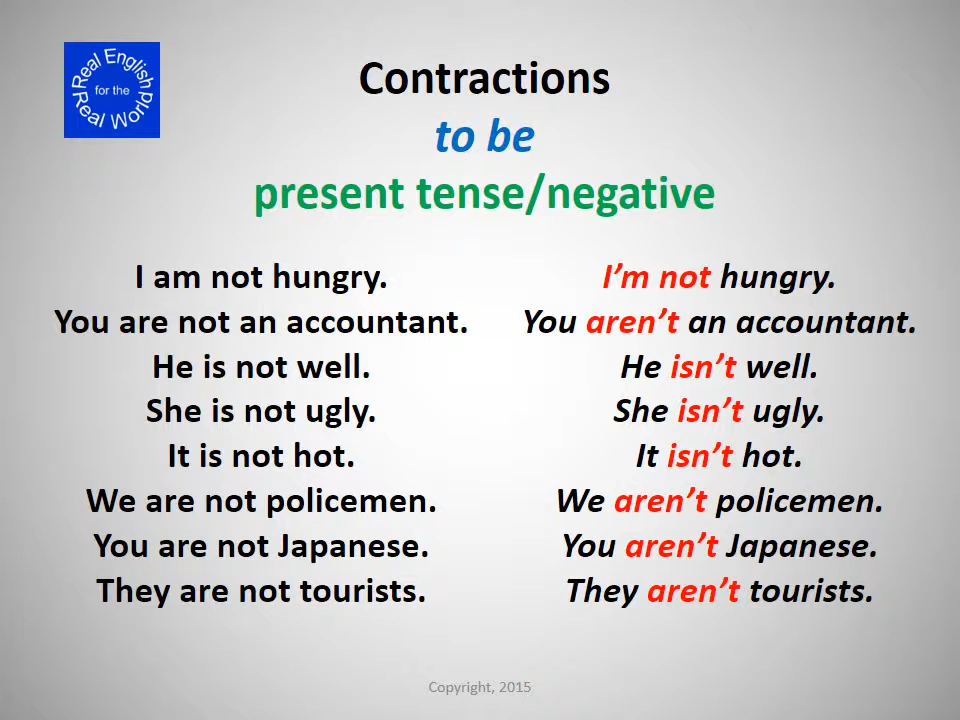 Real English
for the
Real World
Contractions
to be
present tense/negative
I am not hungry.
I’m not hungry.
You are not an accountant.
You aren’t an accountant.
He is not well.
He isn’t well.
She is not ugly.
She isn’t ugly.
It is not hot.
It isn’t hot.
We are not policemen.
We aren’t policemen.
You are not Japanese.
You aren’t Japanese.
They are not tourists.
They aren’t tourists.
Copyright, 2015